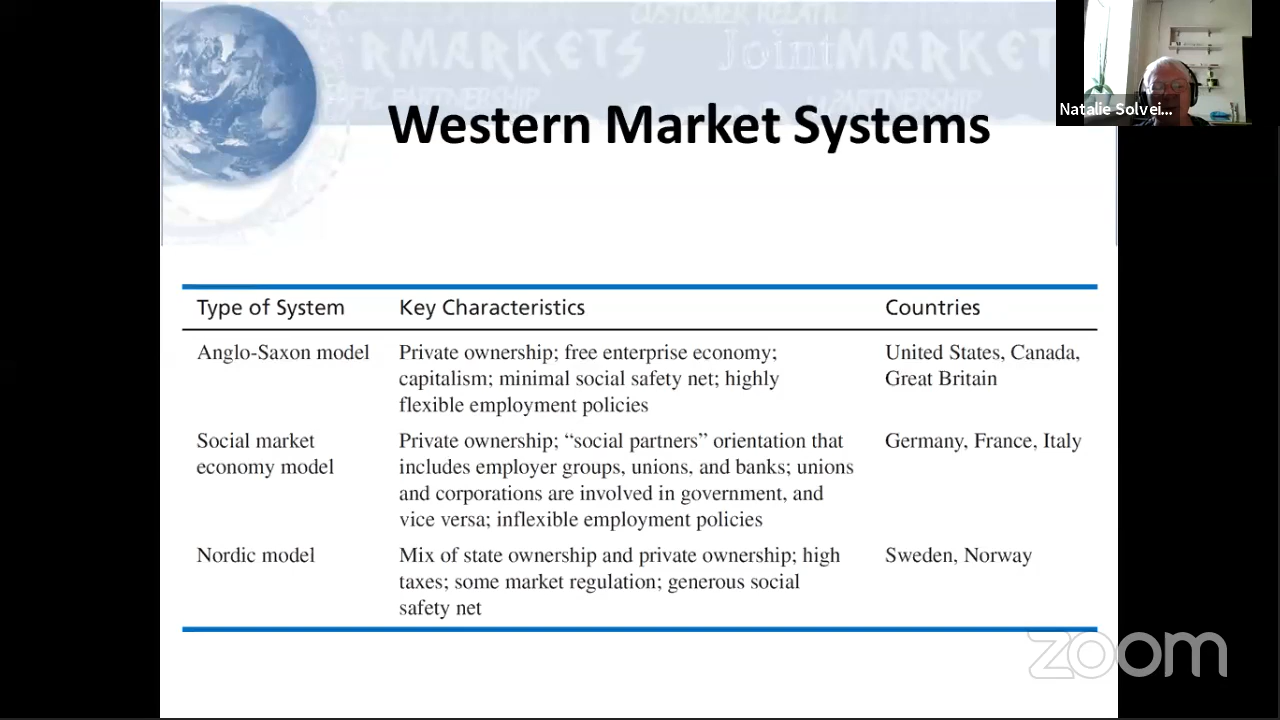 CUSTOMER RELATI
RMARKETS
Joint MARKET
Western Market Systems
Natalie Solvei...
Type of System Key Characteristics Countries
Anglo-Saxon model Private ownership; free enterprise economy; United States, Canada,
capitalism; minimal social safety net; highly Great Britain
flexible employment policies
Social market Private ownership; “social partners” orientation that Germany, France, Italy
economy model includes employer groups, unions, and banks; unions
and corporations are involved in government, and
vice versa; inflexible employment policies
Nordic model Mix of state ownership and private ownership; high Sweden, Norway
taxes; some market regulation; generous social
safety net
zoom